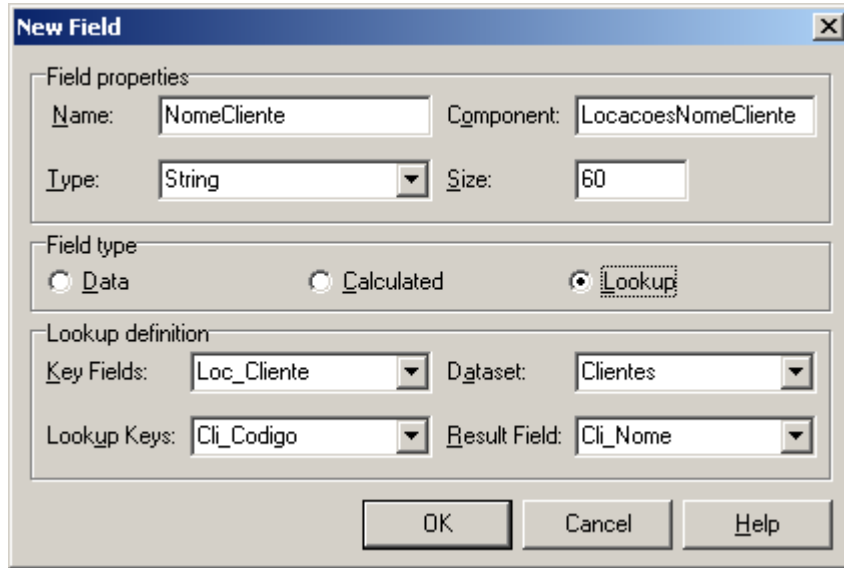 New Field
Field properties
Name: NomeCliente Component: LocacoesNomeCliente
Type: String Size: 60
Field type
Data Calculated Lookup
Lookup definition
Key Fields: Loc_Cliente Dataset: Clientes
Lookup Keys: Cli_Codigo Result Field: Cli_Nome
OK Cancel Help